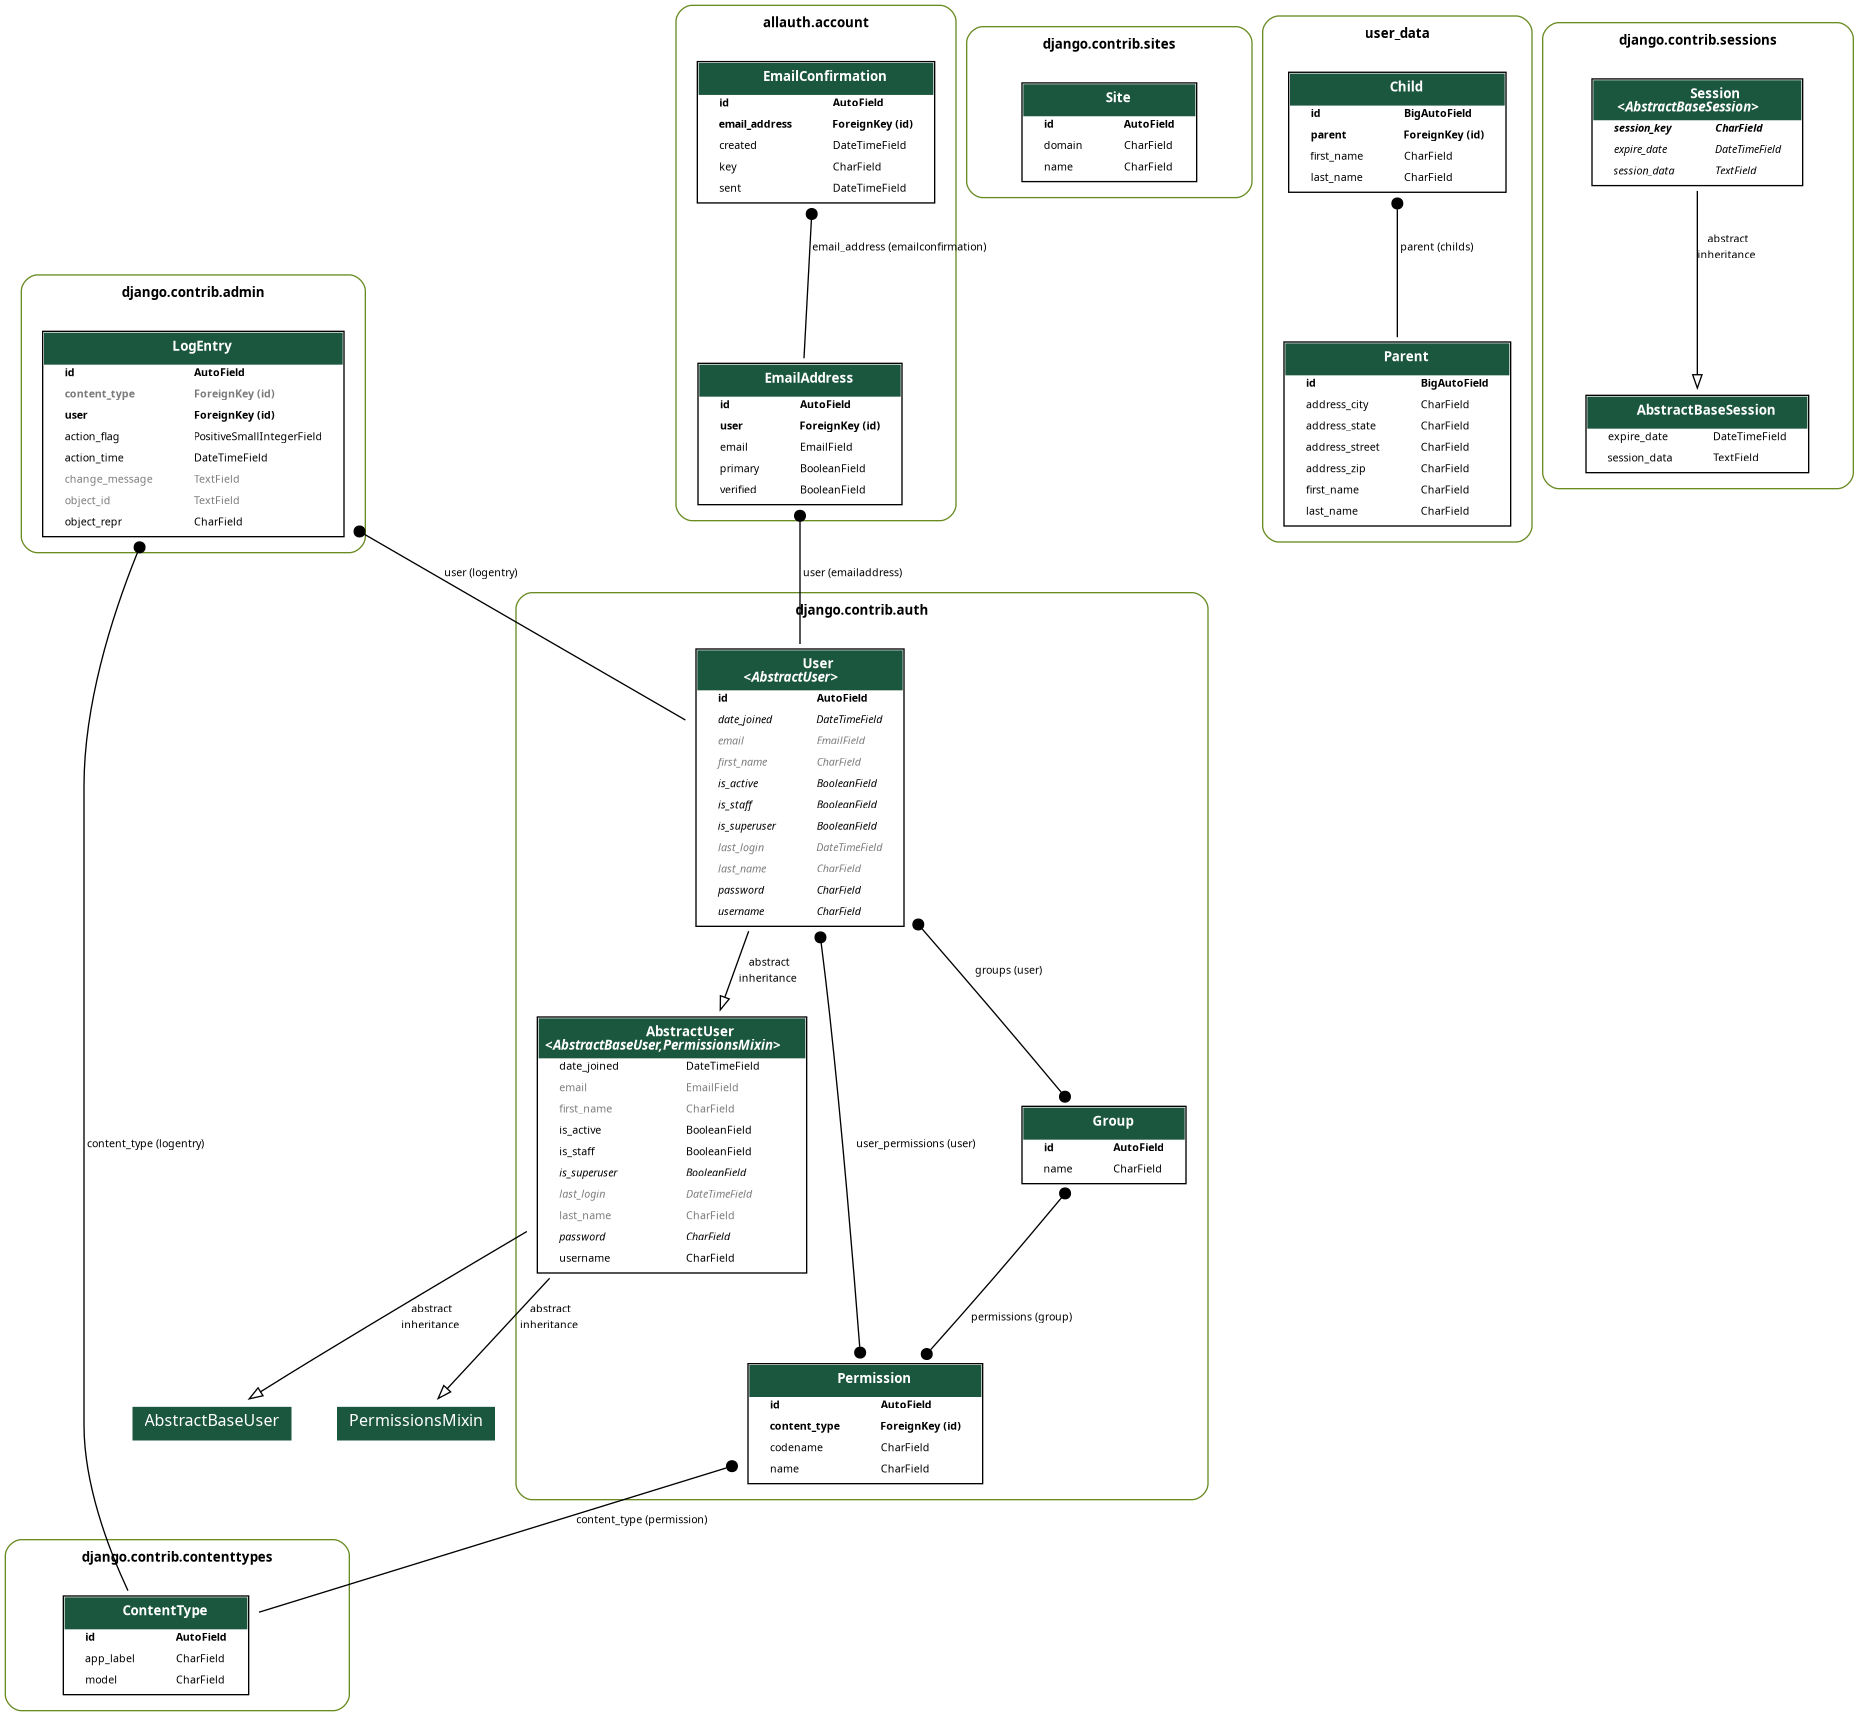 allauth.account
EmailConfirmation
id AutoField
email_address ForeignKey (id)
created DateTimeField
key CharField
sent DateTimeField
email_address (emailconfirmation)
EmailAddress
id AutoField
user ForeignKey (id)
email EmailField
primary BooleanField
verified BooleanField
user (emailaddress)
django.contrib.sites
Site
id AutoField
domain CharField
name CharField
user_data
Child
id BigAutoField
parent ForeignKey (id)
first_name CharField
last_name CharField
parent (childs)
Parent
id BigAutoField
address_city CharField
address_state CharField
address_street CharField
address_zip CharField
first_name CharField
last_name CharField
django.contrib.sessions
Session
<AbstractBaseSession>
session_key CharField
expire_date DateTimeField
session_data TextField
abstract
inheritance
AbstractBaseSession
expire_date DateTimeField
session_data TextField
django.contrib.admin
LogEntry
id AutoField
content_type ForeignKey (id)
user ForeignKey (id)
action_flag PositiveSmallIntegerField
action_time DateTimeField
change_message TextField
object_id TextField
object_repr CharField
user (logentry)
content_type (logentry)
django.contrib.auth
User
<AbstractUser>
id AutoField
date_joined DateTimeField
email EmailField
first_name CharField
is_active BooleanField
is_staff BooleanField
is_superuser BooleanField
last_login DateTimeField
last_name CharField
password CharField
username CharField
abstract
inheritance
groups (user)
user_permissions (user)
AbstractUser
<AbstractBaseUser,PermissionsMixin>
date_joined DateTimeField
email EmailField
first_name CharField
is_active BooleanField
is_staff BooleanField
is_superuser BooleanField
last_login DateTimeField
last_name CharField
password CharField
username CharField
Group
id AutoField
name CharField
permissions (group)
abstract
inheritance
abstract
inheritance
AbstractBaseUser
PermissionsMixin
Permission
id AutoField
content_type ForeignKey (id)
codename CharField
name CharField
content_type (permission)
django.contrib.contenttypes
ContentType
id AutoField
app_label CharField
model CharField